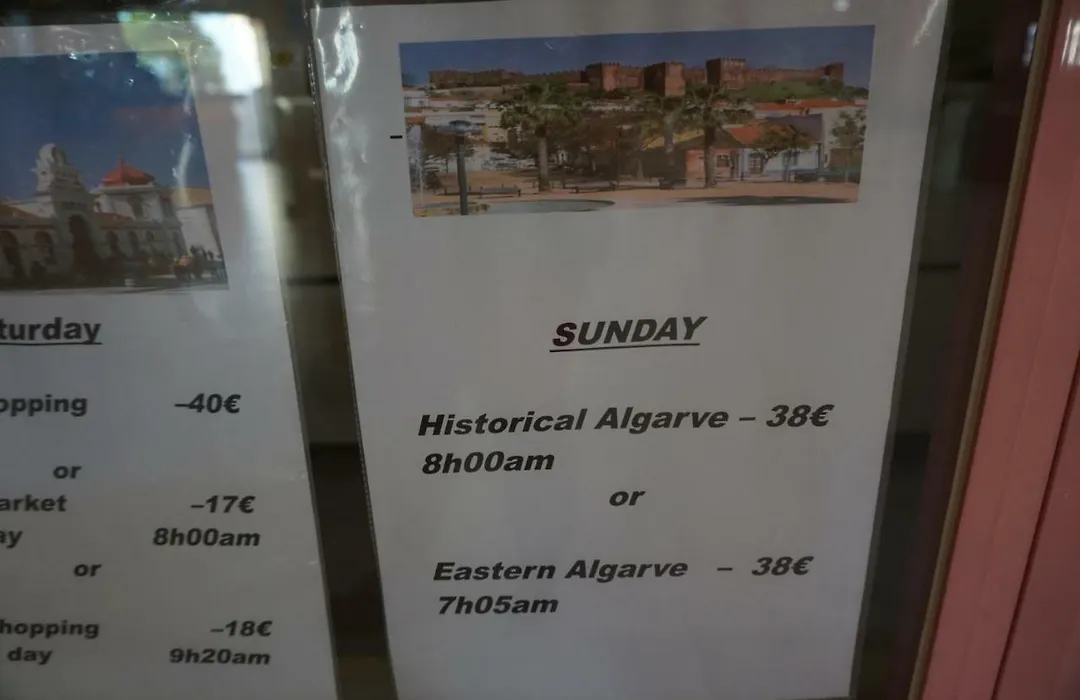 turday
opping –40€
or
arket –17€
ay 8h00am
or
hopping –18€
day 9h20am
SUNDAY
Historical Algarve – 38€
8h00am
or
Eastern Algarve – 38€
7h05am